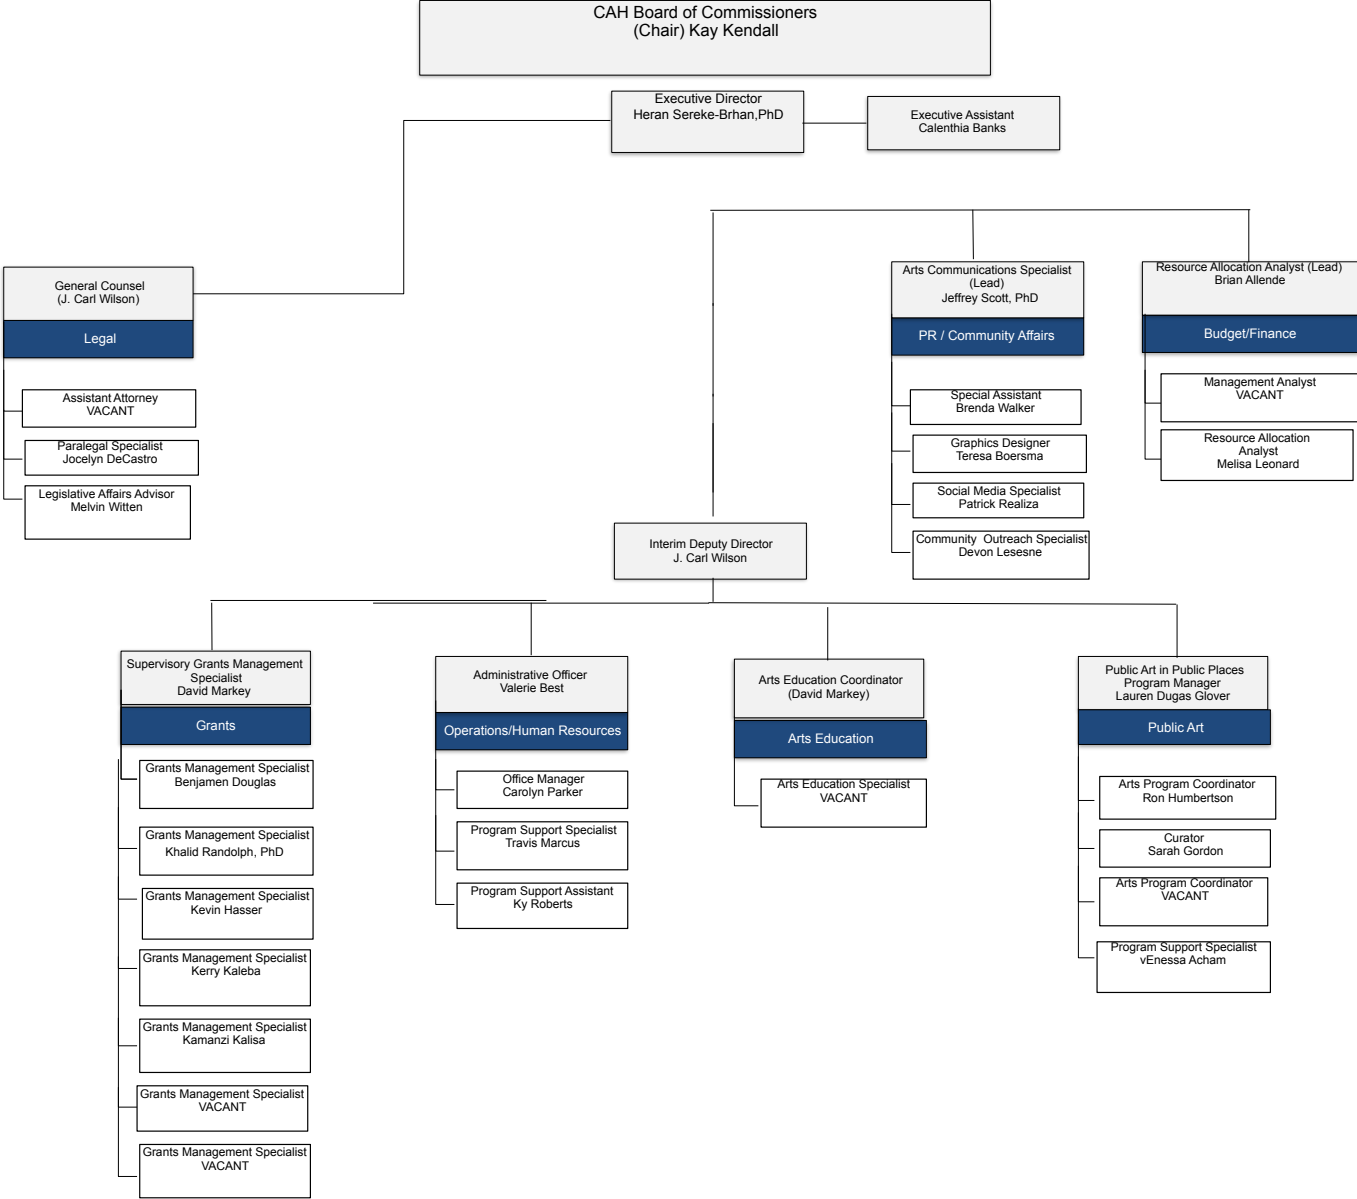 CAH Board of Commissioners
(Chair) Kay Kendall
Executive Director
Heran Sereke-Brhan,PhD
Executive Assistant
Calenthia Banks
General Counsel
(J. Carl Wilson)
Legal
Assistant Attorney
VACANT
Paralegal Specialist
Jocelyn DeCastro
Legislative Affairs Advisor
Melvin Witten
Arts Communications Specialist
(Lead)
Jeffrey Scott, PhD
PR / Community Affairs
Special Assistant
Brenda Walker
Graphics Designer
Teresa Boersma
Social Media Specialist
Patrick Realiza
Community  Outreach Specialist
Devon Lesesne
Resource Allocation Analyst (Lead)
Brian Allende
Budget/Finance
Management Analyst
VACANT
Resource Allocation
Analyst
Melisa Leonard
Interim Deputy Director
J. Carl Wilson
Supervisory Grants Management
Specialist
David Markey
Grants
Grants Management Specialist
Benjamen Douglas
Grants Management Specialist
Khalid Randolph, PhD
Grants Management Specialist
Kevin Hasser
Grants Management Specialist
Kerry Kaleba
Grants Management Specialist
Kamanzi Kalisa
Grants Management Specialist
VACANT
Grants Management Specialist
VACANT
Administrative Officer
Valerie Best
Operations/Human Resources
Office Manager
Carolyn Parker
Program Support Specialist
Travis Marcus
Program Support Assistant
Ky Roberts
Arts Education Coordinator
(David Markey)
Arts Education
Arts Education Specialist
VACANT
Public Art in Public Places
Program Manager
Lauren Dugas Glover
Public Art
Arts Program Coordinator
Ron Humbertson
Curator
Sarah Gordon
Arts Program Coordinator
VACANT
Program Support Specialist
vEnessa Acham